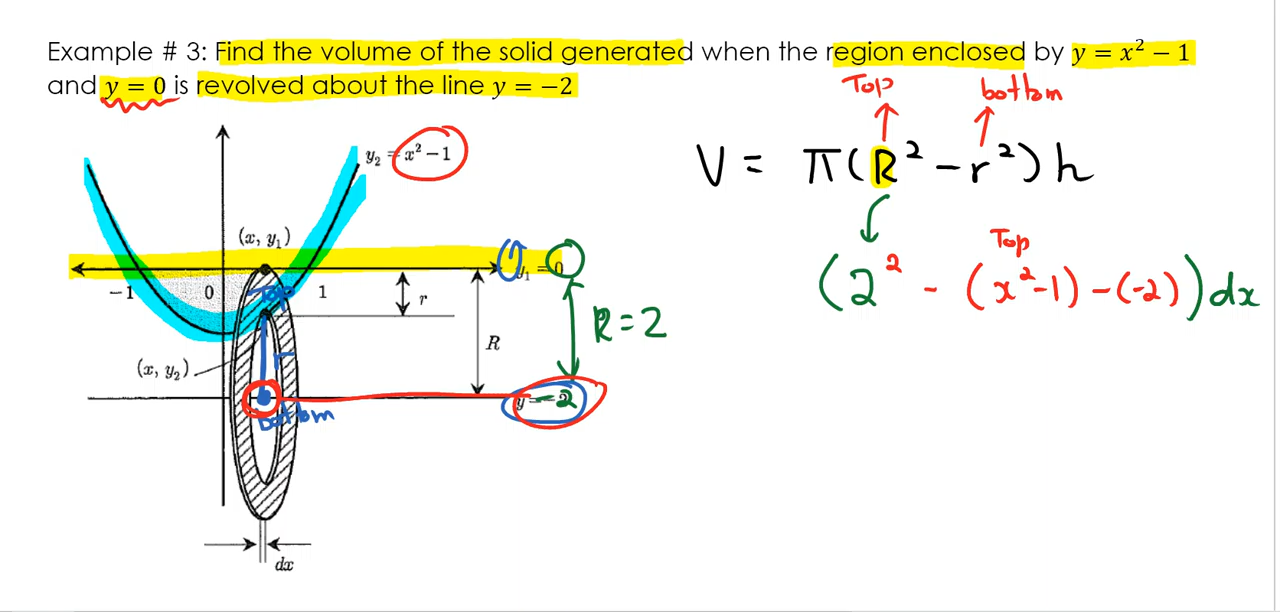 Example # 3: Find the volume of the solid generated when the region enclosed by y = x² − 1
and y = 0 is revolved about the line y = −2
Top bottom
V = π(R² − r²)h
y₂ = x² − 1
(x, y₁)
y₁ = 0
Top
(2² - (x²-1) - (-2))dx
−1 0 Top 1 r
R = 2
R
r
(x, y₂)
y = −2
bottom
dx